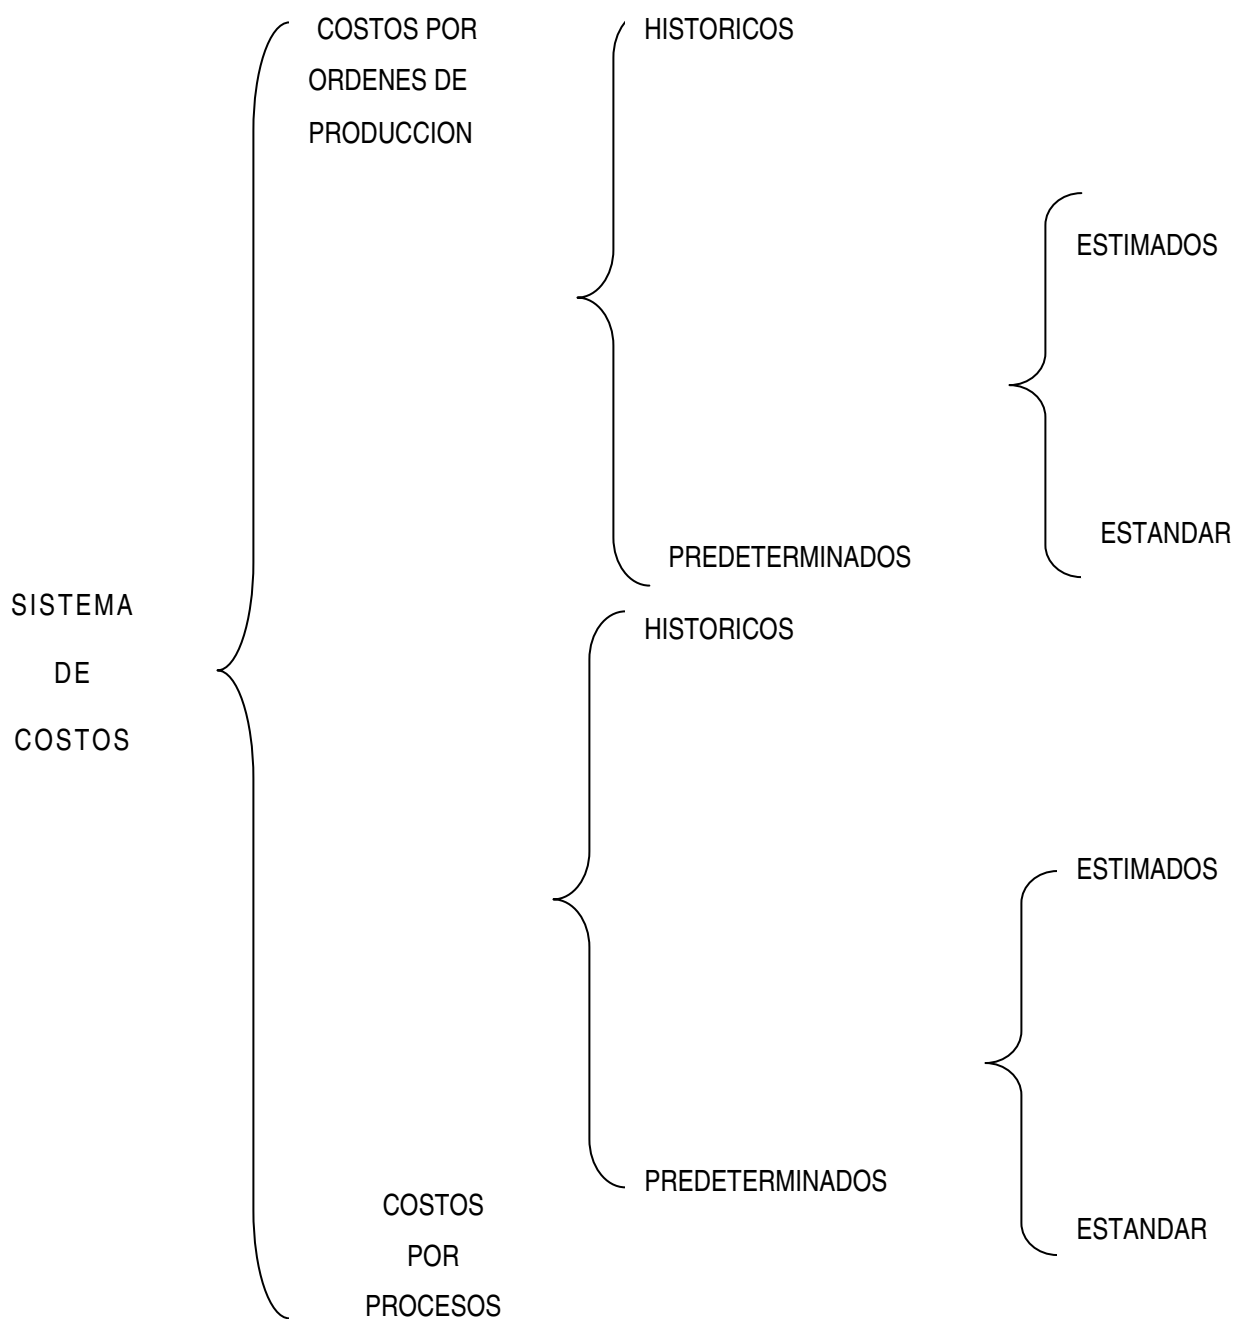 COSTOS POR
ORDENES DE
PRODUCCION
HISTORICOS
ESTIMADOS
ESTANDAR
PREDETERMINADOS
SISTEMA
DE
COSTOS
HISTORICOS
ESTIMADOS
PREDETERMINADOS
ESTANDAR
COSTOS
POR
PROCESOS